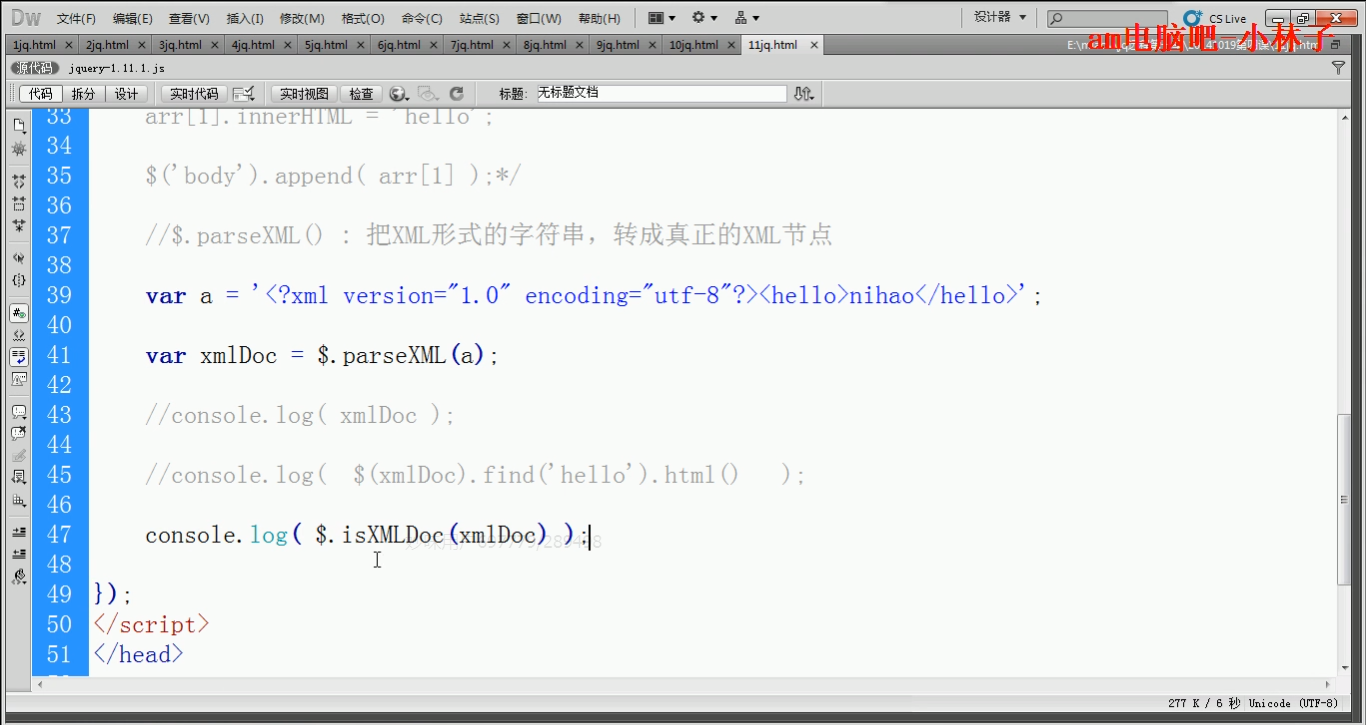 Dw 文件(F) 编辑(E) 查看(V) 插入(I) 修改(M) 格式(O) 命令(C) 站点(S) 窗口(W) 帮助(H) 设计器 CS Live
am电脑吧-小林子
1jq.html 2jq.html 3jq.html 4jq.html 5jq.html 6jq.html 7jq.html 8jq.html 9jq.html 10jq.html 11jq.html
源代码 jquery-1.11.1.js
代码 拆分 设计 实时代码 实时视图 检查 标题: 无标题文档
33 arr[1].innerHTML = 'hello';
34
35 $('body').append( arr[1] );*/
36
37 //$.parseXML() : 把XML形式的字符串，转成真正的XML节点
38
39 var a = '<?xml version="1.0" encoding="utf-8"?><hello>nihao</hello>';
40
41 var xmlDoc = $.parseXML(a);
42
43 //console.log( xmlDoc );
44
45 //console.log(  $(xmlDoc).find('hello').html()   );
46
47 console.log( $.isXMLDoc(xmlDoc) );
48
49 });
50 </script>
51 </head>
277 K / 6 秒 Unicode (UTF-8)